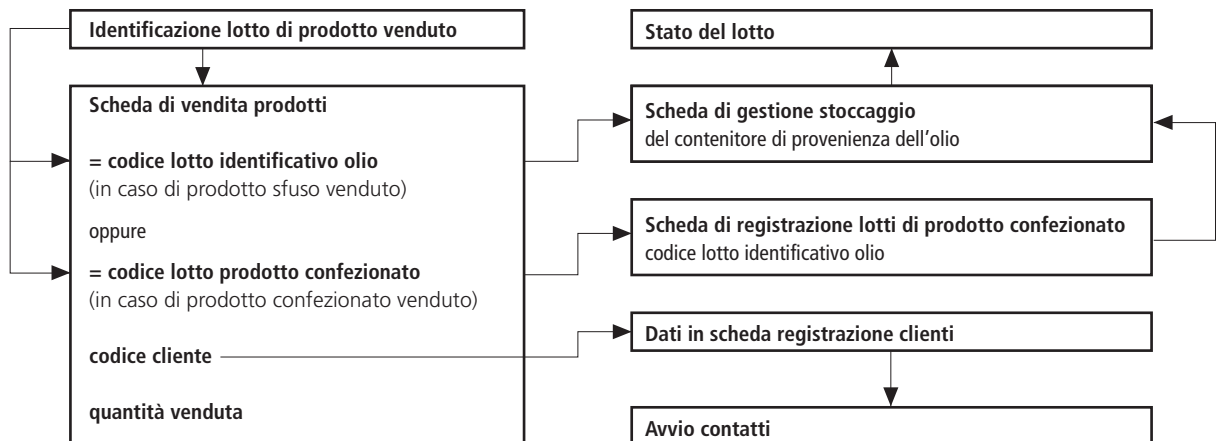 Identificazione lotto di prodotto venduto
Scheda di vendita prodotti
= codice lotto identificativo olio
(in caso di prodotto sfuso venduto)
oppure
= codice lotto prodotto confezionato
(in caso di prodotto confezionato venduto)
codice cliente
quantità venduta
Stato del lotto
Scheda di gestione stoccaggio
del contenitore di provenienza dell'olio
Scheda di registrazione lotti di prodotto confezionato
codice lotto identificativo olio
Dati in scheda registrazione clienti
Avvio contatti